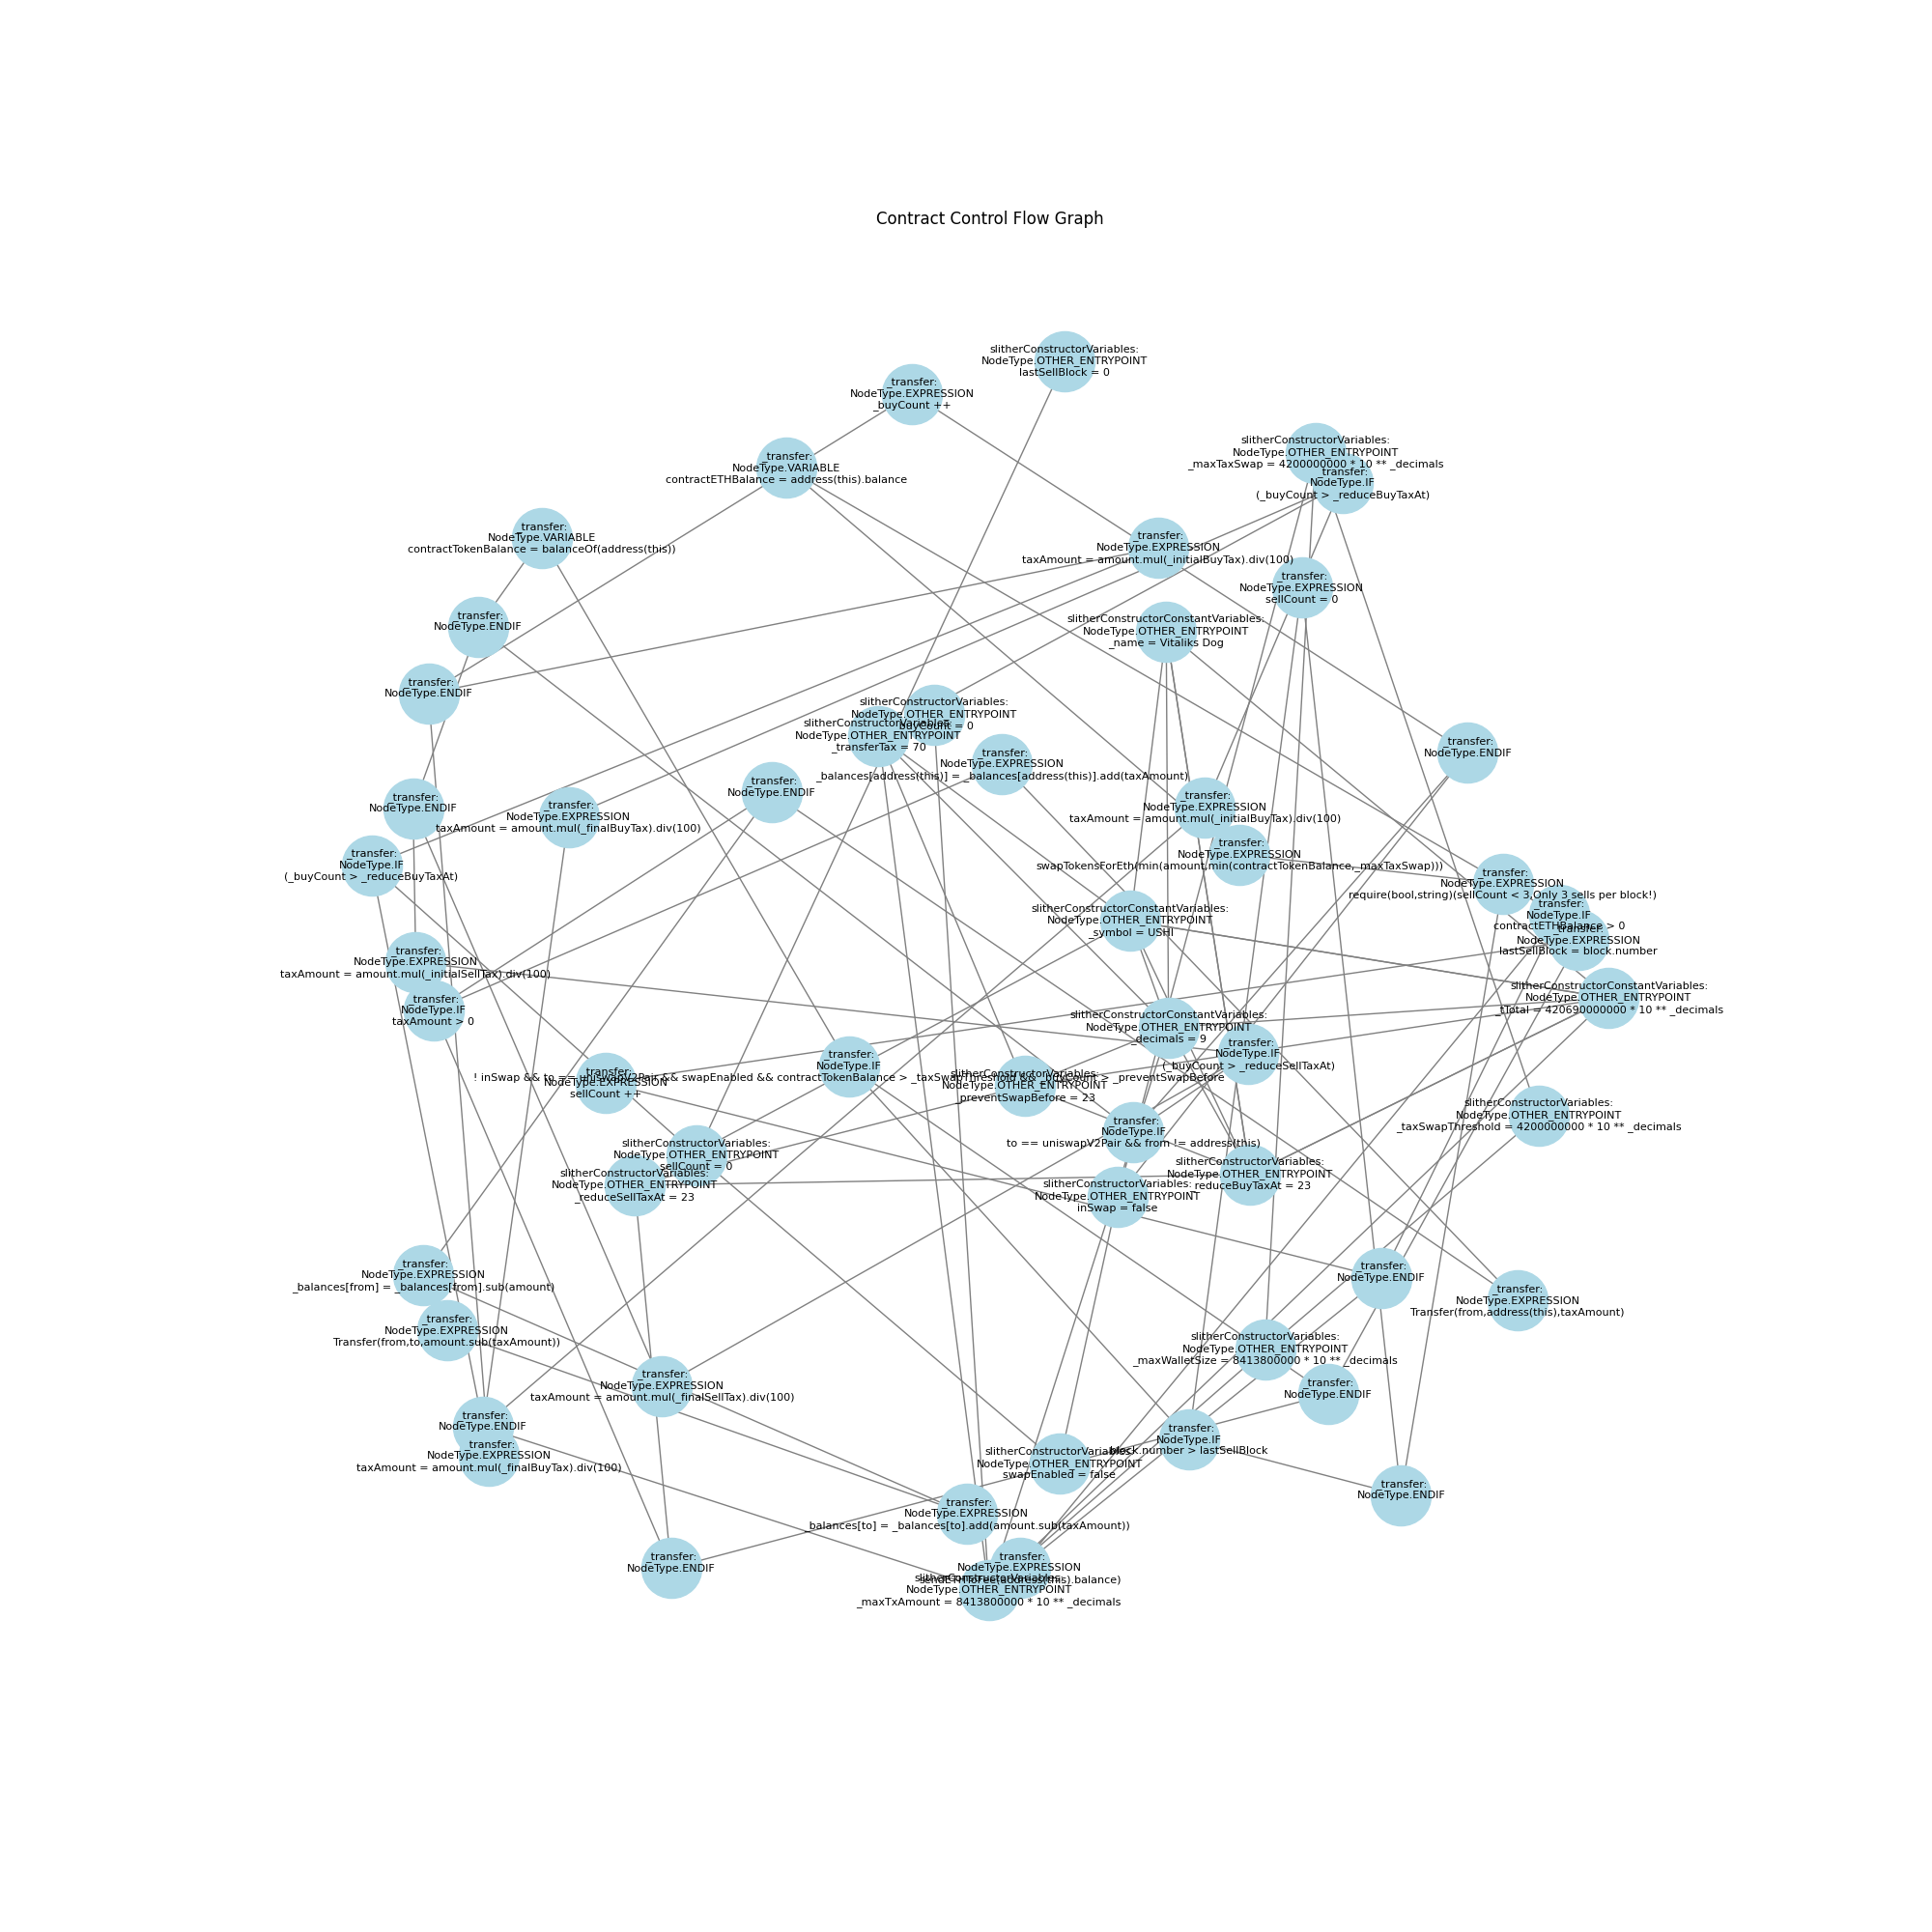 Contract Control Flow Graph
slitherConstructorVariables:
NodeType.OTHER_ENTRYPOINT
lastSellBlock = 0
_transfer:
NodeType.EXPRESSION
_buyCount ++
_transfer:
NodeType.VARIABLE
contractETHBalance = address(this).balance
slitherConstructorVariables:
NodeType.OTHER_ENTRYPOINT
_maxTaxSwap = 4200000000 * 10 ** _decimals
_transfer:
NodeType.IF
(_buyCount > _reduceBuyTaxAt)
_transfer:
NodeType.VARIABLE
contractTokenBalance = balanceOf(address(this))
_transfer:
NodeType.EXPRESSION
taxAmount = amount.mul(_initialBuyTax).div(100)
_transfer:
NodeType.EXPRESSION
sellCount = 0
_transfer:
NodeType.ENDIF
slitherConstructorConstantVariables:
NodeType.OTHER_ENTRYPOINT
_name = Vitaliks Dog
_transfer:
NodeType.ENDIF
slitherConstructorVariables:
NodeType.OTHER_ENTRYPOINT
_buyCount = 0
slitherConstructorVariables:
NodeType.OTHER_ENTRYPOINT
_transferTax = 70
_transfer:
NodeType.ENDIF
_transfer:
NodeType.EXPRESSION
_balances[address(this)] = _balances[address(this)].add(taxAmount)
_transfer:
NodeType.ENDIF
_transfer:
NodeType.ENDIF
_transfer:
NodeType.EXPRESSION
taxAmount = amount.mul(_finalBuyTax).div(100)
_transfer:
NodeType.EXPRESSION
taxAmount = amount.mul(_initialBuyTax).div(100)
_transfer:
NodeType.EXPRESSION
swapTokensForEth(min(amount,min(contractTokenBalance,_maxTaxSwap)))
_transfer:
NodeType.IF
(_buyCount > _reduceBuyTaxAt)
_transfer:
NodeType.EXPRESSION
require(bool,string)(sellCount < 3,Only 3 sells per block!)
_transfer:
NodeType.IF
contractETHBalance > 0
_transfer:
NodeType.EXPRESSION
lastSellBlock = block.number
slitherConstructorConstantVariables:
NodeType.OTHER_ENTRYPOINT
_symbol = USHI
_transfer:
NodeType.EXPRESSION
taxAmount = amount.mul(_initialSellTax).div(100)
slitherConstructorConstantVariables:
NodeType.OTHER_ENTRYPOINT
_tTotal = 420690000000 * 10 ** _decimals
_transfer:
NodeType.IF
taxAmount > 0
slitherConstructorConstantVariables:
NodeType.OTHER_ENTRYPOINT
_decimals = 9
_transfer:
NodeType.IF
(_buyCount > _reduceSellTaxAt)
_transfer:
NodeType.IF
! inSwap && to == uniswapV2Pair && swapEnabled && contractTokenBalance > _taxSwapThreshold && _buyCount > _preventSwapBefore
_transfer:
NodeType.EXPRESSION
sellCount ++
slitherConstructorVariables:
NodeType.OTHER_ENTRYPOINT
_preventSwapBefore = 23
slitherConstructorVariables:
NodeType.OTHER_ENTRYPOINT
_taxSwapThreshold = 4200000000 * 10 ** _decimals
_transfer:
NodeType.IF
to == uniswapV2Pair && from != address(this)
slitherConstructorVariables:
NodeType.OTHER_ENTRYPOINT
sellCount = 0
slitherConstructorVariables:
NodeType.OTHER_ENTRYPOINT
_reduceSellTaxAt = 23
slitherConstructorVariables:
NodeType.OTHER_ENTRYPOINT
_reduceBuyTaxAt = 23
slitherConstructorVariables:
NodeType.OTHER_ENTRYPOINT
inSwap = false
_transfer:
NodeType.EXPRESSION
_balances[from] = _balances[from].sub(amount)
_transfer:
NodeType.ENDIF
_transfer:
NodeType.EXPRESSION
Transfer(from,address(this),taxAmount)
_transfer:
NodeType.EXPRESSION
Transfer(from,to,amount.sub(taxAmount))
slitherConstructorVariables:
NodeType.OTHER_ENTRYPOINT
_maxWalletSize = 8413800000 * 10 ** _decimals
_transfer:
NodeType.EXPRESSION
taxAmount = amount.mul(_finalSellTax).div(100)
_transfer:
NodeType.ENDIF
_transfer:
NodeType.ENDIF
_transfer:
NodeType.IF
block.number > lastSellBlock
_transfer:
NodeType.EXPRESSION
taxAmount = amount.mul(_finalBuyTax).div(100)
slitherConstructorVariables:
NodeType.OTHER_ENTRYPOINT
swapEnabled = false
_transfer:
NodeType.ENDIF
_transfer:
NodeType.EXPRESSION
_balances[to] = _balances[to].add(amount.sub(taxAmount))
_transfer:
NodeType.ENDIF
_transfer:
NodeType.EXPRESSION
sendETHToFee(address(this).balance)
slitherConstructorVariables:
NodeType.OTHER_ENTRYPOINT
_maxTxAmount = 8413800000 * 10 ** _decimals